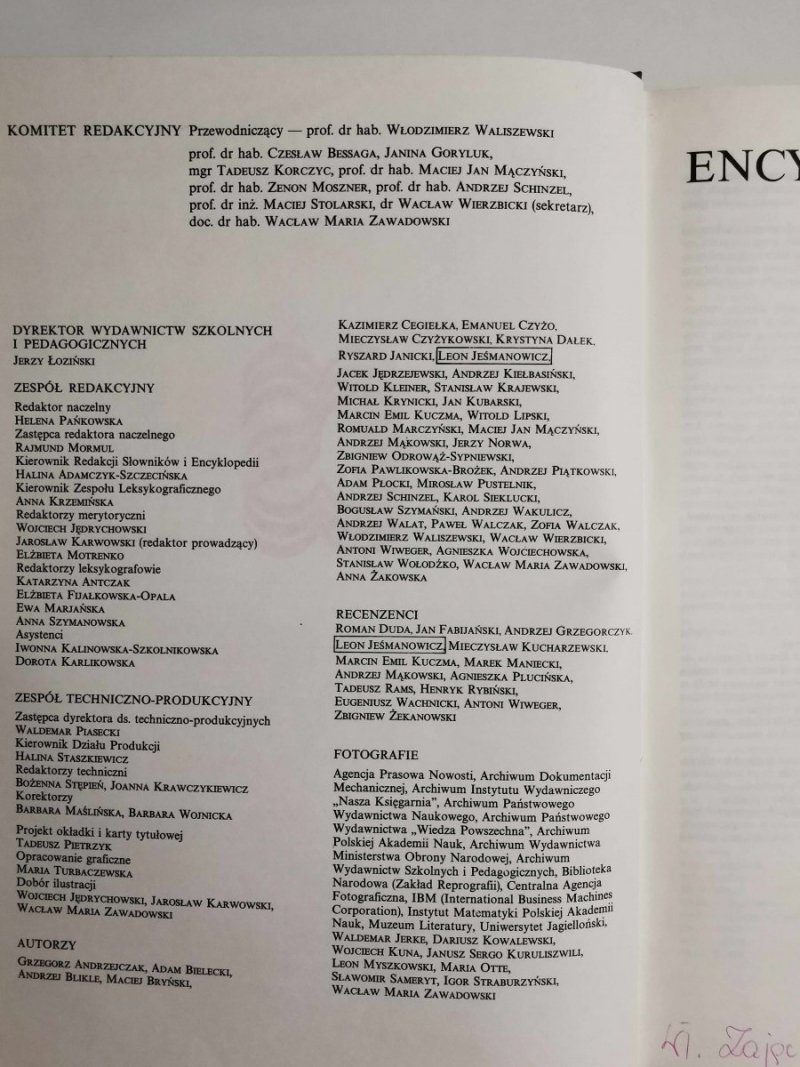 KOMITET REDAKCYJNY Przewodniczący — prof. dr hab. WŁODZIMIERZ WALISZEWSKI
prof. dr hab. CZESŁAW BESSAGA, JANINA GORYLUK,
mgr TADEUSZ KORCZYC, prof. dr hab. MACIEJ JAN MĄCZYŃSKI,
prof. dr hab. ZENON MOSZNER, prof. dr hab. ANDRZEJ SCHINZEL,
prof. dr inż. MACIEJ STOLARSKI, dr WACŁAW WIERZBICKI (sekretarz),
doc. dr hab. WACŁAW MARIA ZAWADOWSKI
DYREKTOR WYDAWNICTW SZKOLNYCH
I PEDAGOGICZNYCH
JERZY ŁOZIŃSKI
ZESPÓŁ REDAKCYJNY
Redaktor naczelny
HELENA PAŃKOWSKA
Zastępca redaktora naczelnego
RAJMUND MORMUL
Kierownik Redakcji Słowników i Encyklopedii
HALINA ADAMCZYK-SZCZECIŃSKA
Kierownik Zespołu Leksykograficznego
ANNA KRZEMIŃSKA
Redaktorzy merytoryczni
WOJCIECH JĘDRYCHOWSKI
JAROSŁAW KARWOWSKI (redaktor prowadzący)
ELŻBIETA MOTRENKO
Redaktorzy leksykografowie
KATARZYNA ANTCZAK
ELŻBIETA FIJAŁKOWSKA-OPALA
EWA MARJAŃSKA
ANNA SZYMANOWSKA
Asystenci
IWONNA KALINOWSKA-SZKOLNIKOWSKA
DOROTA KARLIKOWSKA
ZESPÓŁ TECHNICZNO-PRODUKCYJNY
Zastępca dyrektora ds. techniczno-produkcyjnych
WALDEMAR PIASECKI
Kierownik Działu Produkcji
HALINA STASZKIEWICZ
Redaktorzy techniczni
BOŻENNA STĘPIEŃ, JOANNA KRAWCZYKIEWICZ
Korektorzy
BARBARA MAŚLIŃSKA, BARBARA WOJNICKA
Projekt okładki i karty tytułowej
TADEUSZ PIETRZYK
Opracowanie graficzne
MARIA TURBACZEWSKA
Dobór ilustracji
WOJCIECH JĘDRYCHOWSKI, JAROSŁAW KARWOWSKI,
WACŁAW MARIA ZAWADOWSKI
AUTORZY
GRZEGORZ ANDRZEJCZAK, ADAM BIELECKI,
ANDRZEJ BLIKLE, MACIEJ BRYŃSKI,
KAZIMIERZ CEGIEŁKA, EMANUEL CZYŻO,
MIECZYSŁAW CZYŻYKOWSKI, KRYSTYNA DAŁEK,
RYSZARD JANICKI, LEON JEŚMANOWICZ,
JACEK JĘDRZEJEWSKI, ANDRZEJ KIEŁBASIŃSKI,
WITOLD KLEINER, STANISŁAW KRAJEWSKI,
MICHAŁ KRYNICKI, JAN KUBARSKI,
MARCIN EMIL KUCZMA, WITOLD LIPSKI,
ROMUALD MARCZYŃSKI, MACIEJ JAN MĄCZYŃSKI,
ANDRZEJ MĄKOWSKI, JERZY NORWA,
ZBIGNIEW ODROWĄŻ-SYPNIEWSKI,
ZOFIA PAWLIKOWSKA-BROŻEK, ANDRZEJ PIĄTKOWSKI,
ADAM PŁOCKI, MIROSŁAW PUSTELNIK,
ANDRZEJ SCHINZEL, KAROL SIEKLUCKI,
BOGUSŁAW SZYMAŃSKI, ANDRZEJ WAKULICZ,
ANDRZEJ WALAT, PAWEŁ WALCZAK, ZOFIA WALCZAK,
WŁODZIMIERZ WALISZEWSKI, WACŁAW WIERZBICKI,
ANTONI WIWEGER, AGNIESZKA WOJCIECHOWSKA,
STANISŁAW WOŁODŹKO, WACŁAW MARIA ZAWADOWSKI,
ANNA ŻAKOWSKA
RECENZENCI
ROMAN DUDA, JAN FABIJAŃSKI, ANDRZEJ GRZEGORCZYK,
LEON JEŚMANOWICZ, MIECZYSŁAW KUCHARZEWSKI,
MARCIN EMIL KUCZMA, MAREK MANIECKI,
ANDRZEJ MĄKOWSKI, AGNIESZKA PLUCIŃSKA,
TADEUSZ RAMS, HENRYK RYBIŃSKI,
EUGENIUSZ WACHNICKI, ANTONI WIWEGER,
ZBIGNIEW ŻEKANOWSKI
FOTOGRAFIE
Agencja Prasowa Nowosti, Archiwum Dokumentacji
Mechanicznej, Archiwum Instytutu Wydawniczego
„Nasza Księgarnia”, Archiwum Państwowego
Wydawnictwa Naukowego, Archiwum Państwowego
Wydawnictwa „Wiedza Powszechna”, Archiwum
Polskiej Akademii Nauk, Archiwum Wydawnictwa
Ministerstwa Obrony Narodowej, Archiwum
Wydawnictw Szkolnych i Pedagogicznych, Biblioteka
Narodowa (Zakład Reprografii), Centralna Agencja
Fotograficzna, IBM (International Business Machines
Corporation), Instytut Matematyki Polskiej Akademii
Nauk, Muzeum Literatury, Uniwersytet Jagielloński,
WALDEMAR JERKE, DARIUSZ KOWALEWSKI,
WOJCIECH KUNA, JANUSZ SERGO KURULISZWILI,
LEON MYSZKOWSKI, MARIA OTTE,
SŁAWOMIR SAMERYT, IGOR STRABURZYŃSKI,
WACŁAW MARIA ZAWADOWSKI
ENCY